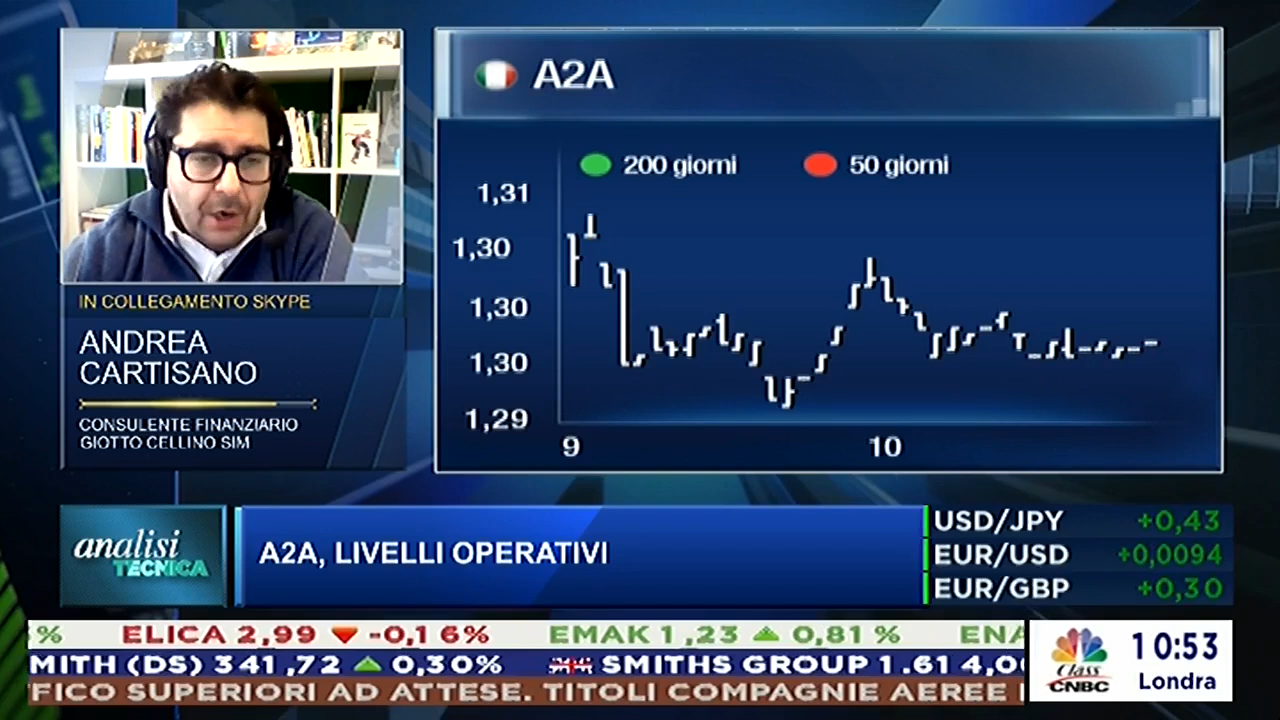 A2A
200 giorni
50 giorni
1,31
1,30
1,30
1,30
1,29
9
10
IN COLLEGAMENTO SKYPE
ANDREA
CARTISANO
CONSULENTE FINANZIARIO
GIOTTO CELLINO SIM
analisi
TECNICA
A2A, LIVELLI OPERATIVI
USD/JPY +0,43
EUR/USD +0,0094
EUR/GBP +0,30
% ELICA 2,99 -0,16% EMAK 1,23 0,81% ENA
MITH (DS) 341,72 0,30% SMITHS GROUP 1.614,0
FFICO SUPERIORI AD ATTESE. TITOLI COMPAGNIE AEREE
Class
CNBC
10:53
Londra